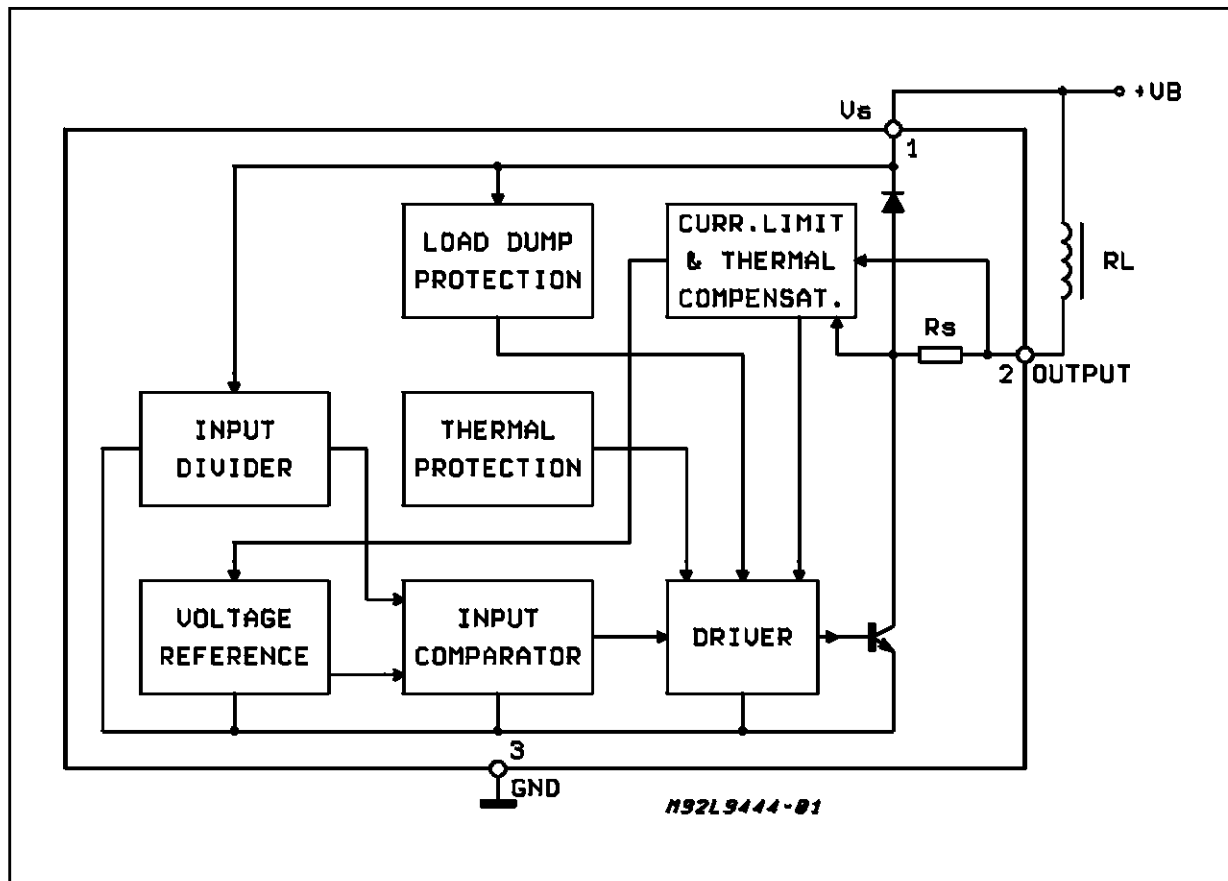 +VB
Vs
1
LOAD DUMP
PROTECTION
CURR.LIMIT
& THERMAL
COMPENSAT.
RL
Rs
2 OUTPUT
INPUT
DIVIDER
THERMAL
PROTECTION
VOLTAGE
REFERENCE
INPUT
COMPARATOR
DRIVER
3
GND
M92L9444-01